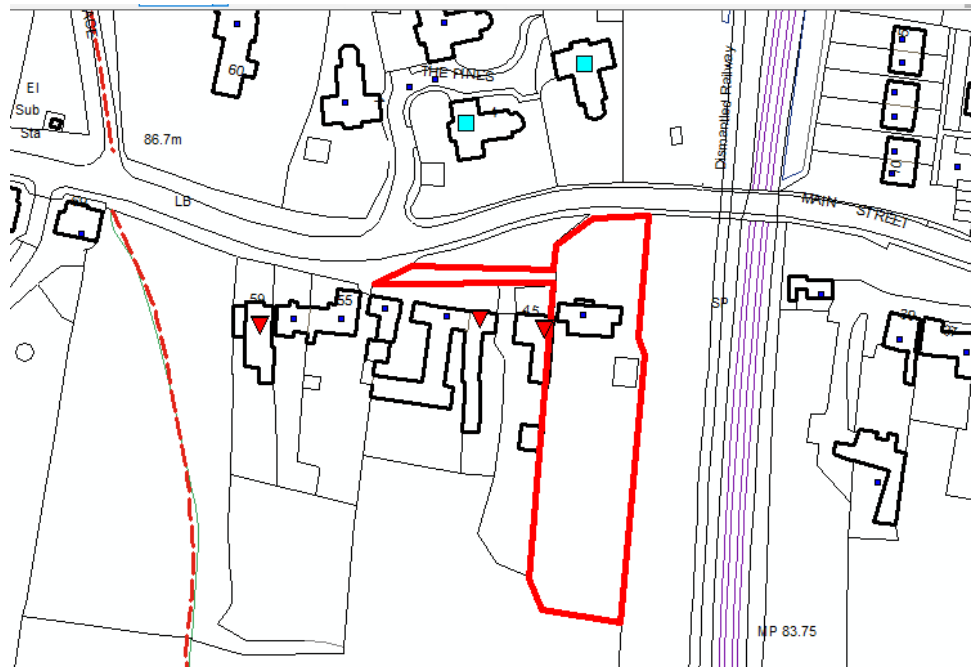 60
THE PINES
El
Sub
Sta
86.7m
LB
Dismantled Railway
10
MAIN STREET
59
55
45
SP
MP 83.75